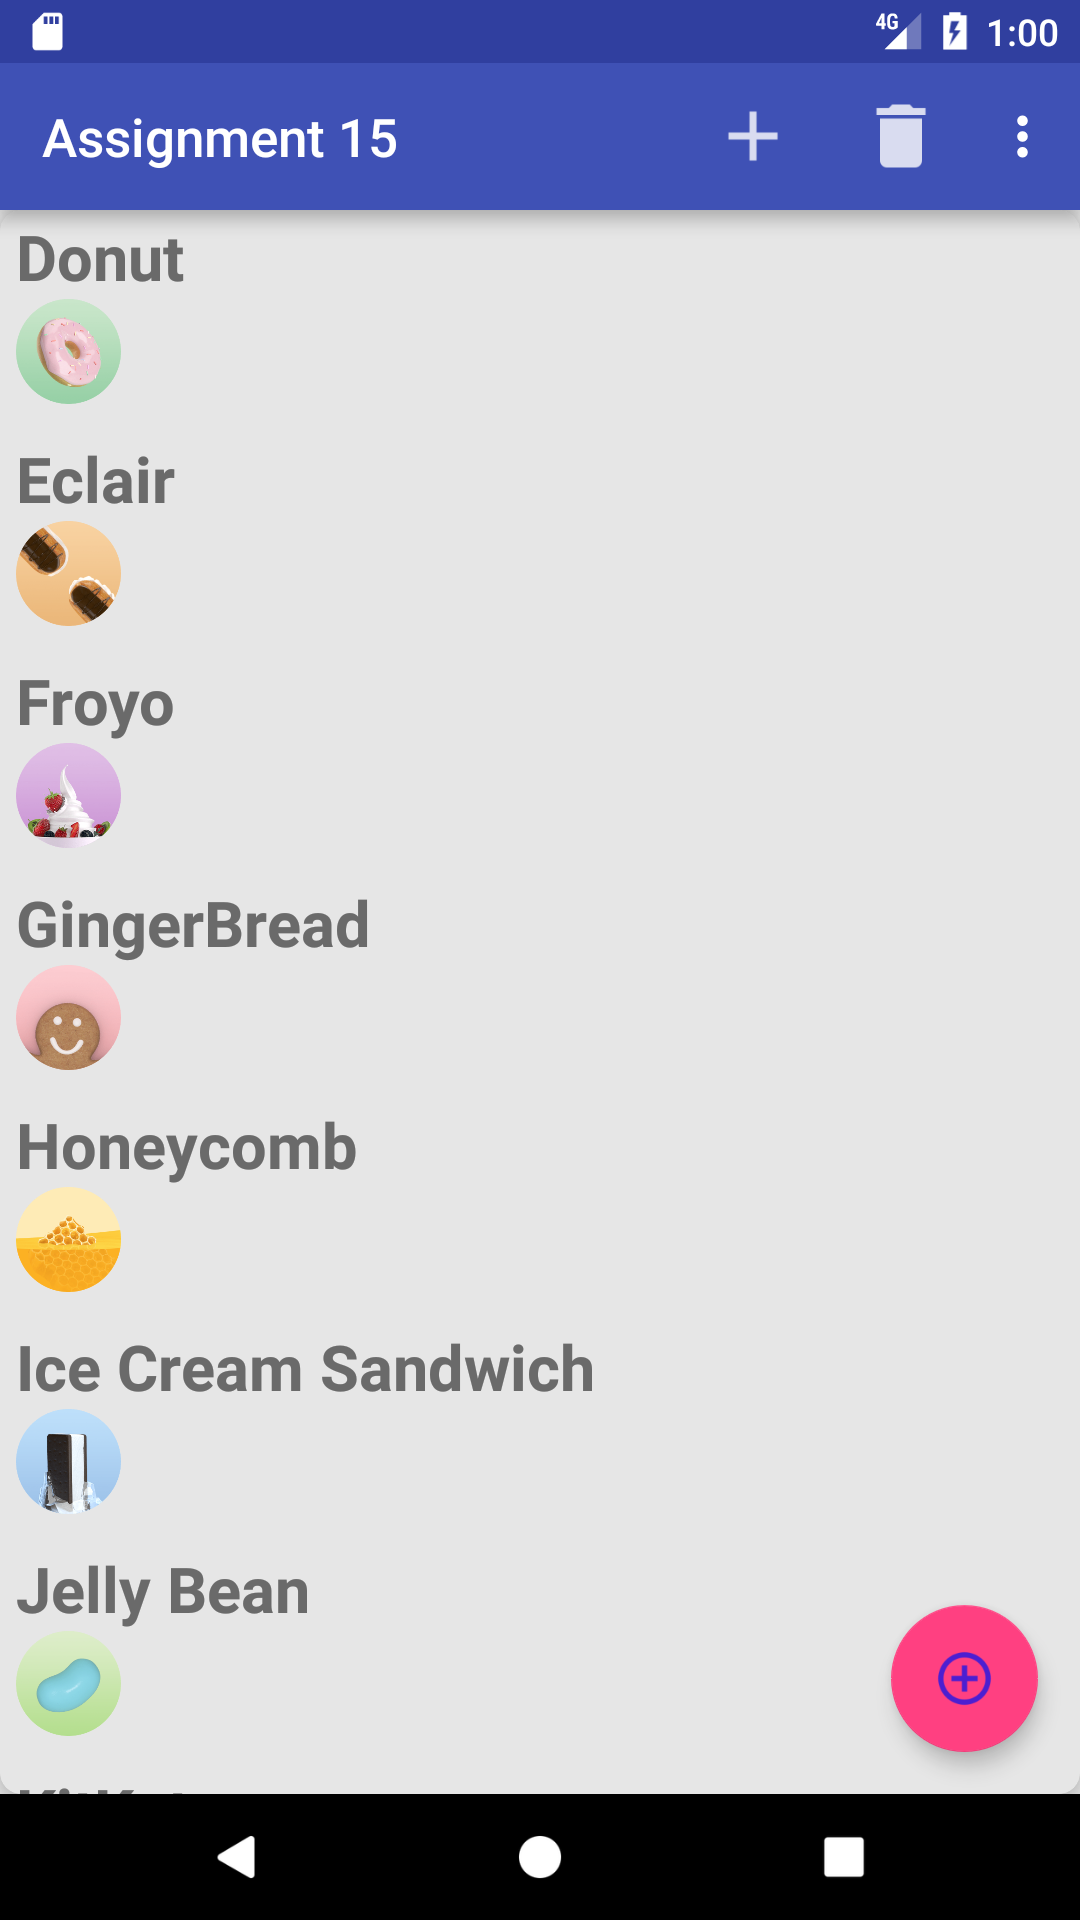 4G 1:00
Assignment 15
Donut
Eclair
Froyo
GingerBread
Honeycomb
Ice Cream Sandwich
Jelly Bean